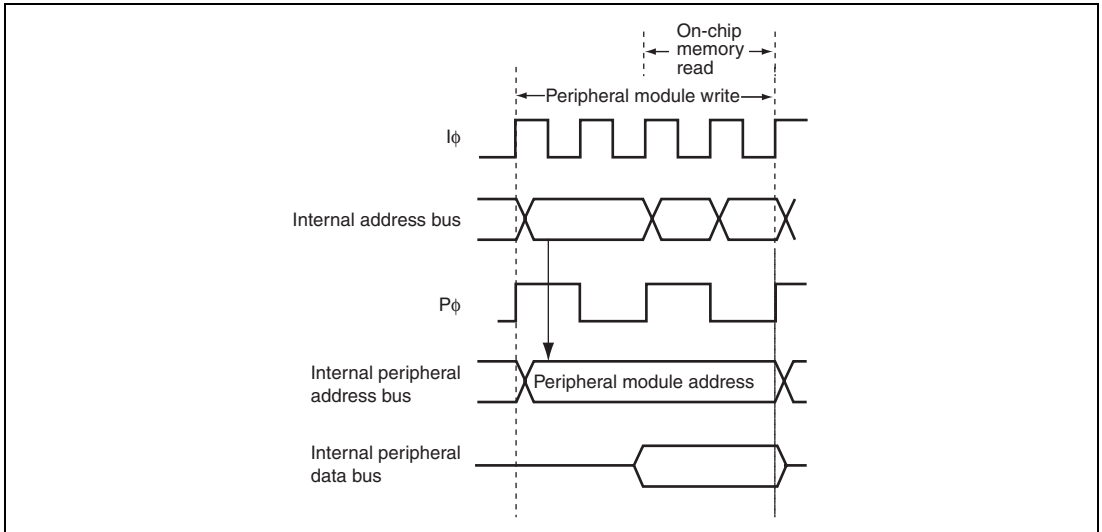 On-chip
memory
read
Peripheral module write
Iϕ
Internal address bus
Pϕ
Internal peripheral
address bus
Peripheral module address
Internal peripheral
data bus